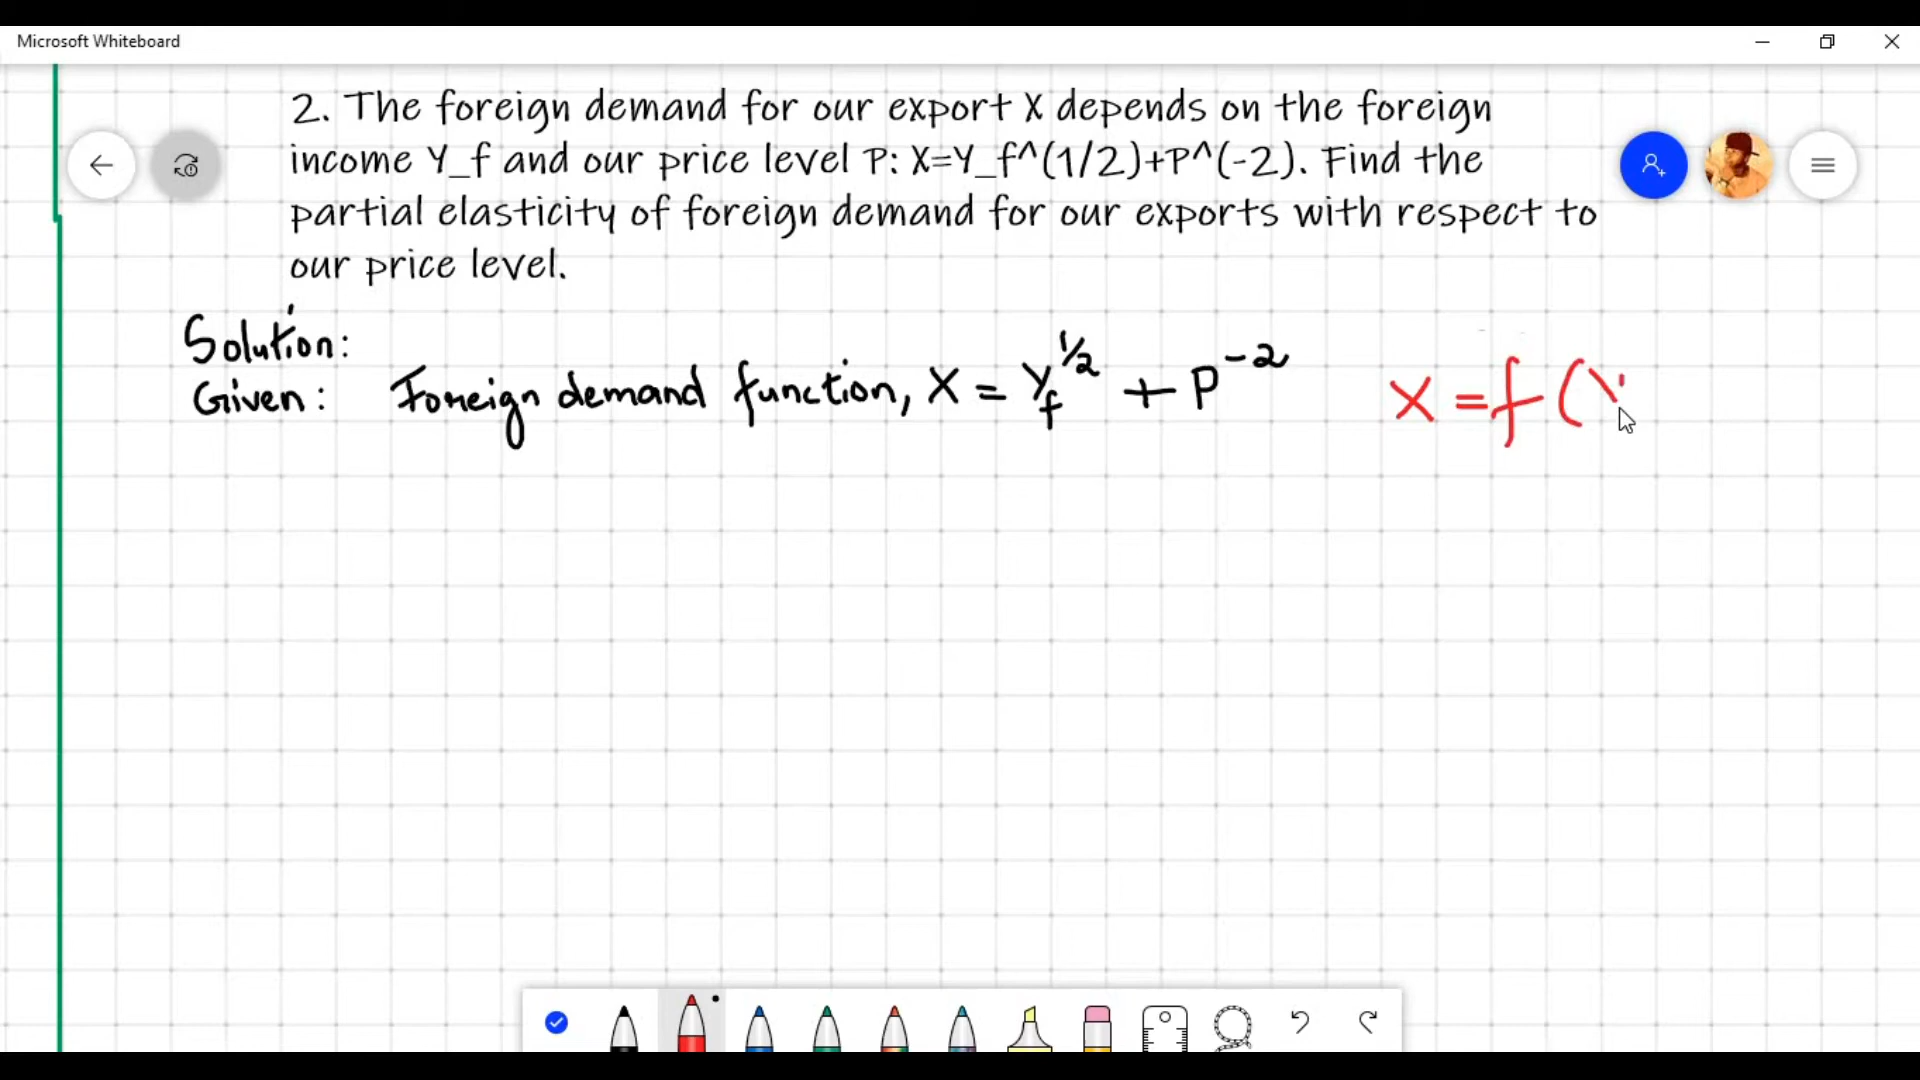 Microsoft Whiteboard
2. The foreign demand for our export X depends on the foreign
income Y_f and our price level P: X=Y_f^(1/2)+P^(-2). Find the
partial elasticity of foreign demand for our exports with respect to
our price level.
Solution:
Given: Foreign demand function, X = Y_f^1/2 + P^-2 X = f (